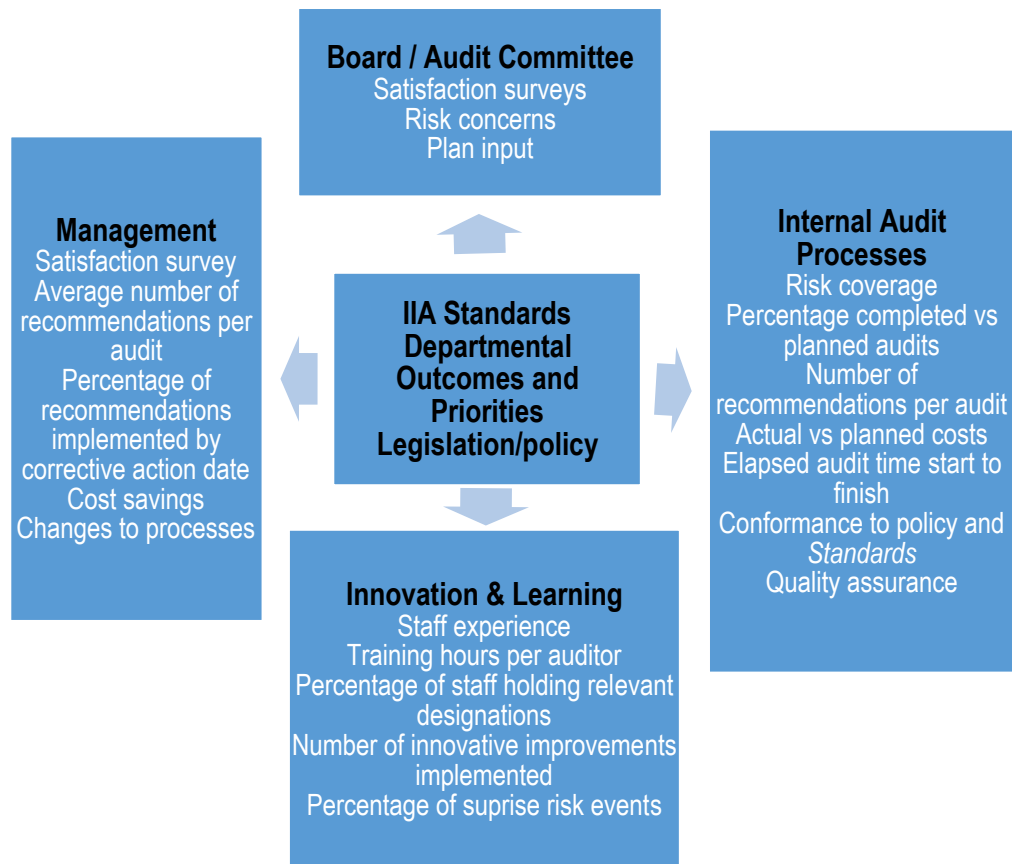 Board / Audit Committee
Satisfaction surveys
Risk concerns
Plan input
Management
Satisfaction survey
Average number of
recommendations per
audit
Percentage of
recommendations
implemented by
corrective action date
Cost savings
Changes to processes
IIA Standards
Departmental
Outcomes and
Priorities
Legislation/policy
Internal Audit
Processes
Risk coverage
Percentage completed vs
planned audits
Number of
recommendations per audit
Actual vs planned costs
Elapsed audit time start to
finish
Conformance to policy and
Standards
Quality assurance
Innovation & Learning
Staff experience
Training hours per auditor
Percentage of staff holding relevant
designations
Number of innovative improvements
implemented
Percentage of suprise risk events